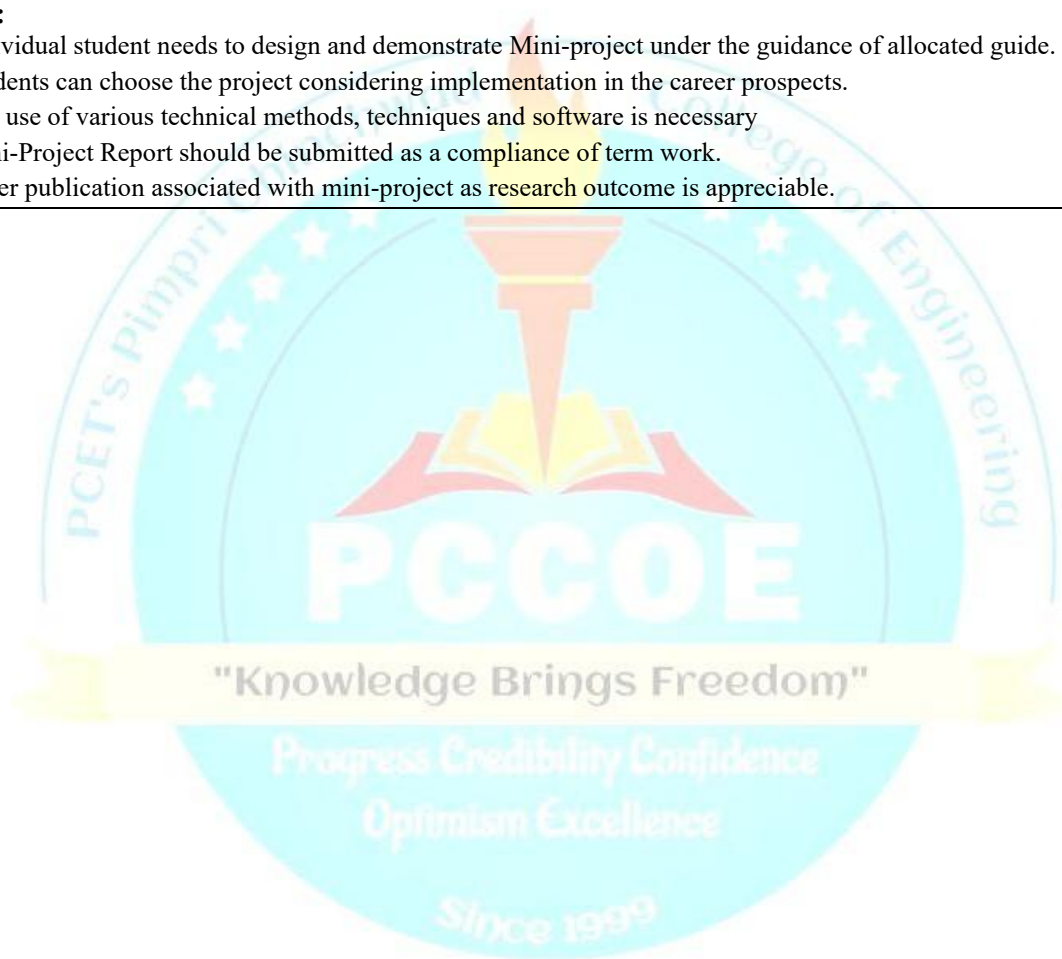 :
vidual student needs to design and demonstrate Mini-project under the guidance of allocated guide.
dents can choose the project considering implementation in the career prospects.
use of various technical methods, techniques and software is necessary
ni-Project Report should be submitted as a compliance of term work.
er publication associated with mini-project as research outcome is appreciable.
PCET's Pimpri Chinchwad College of Engineering
PCCOE
"Knowledge Brings Freedom"
Progress Credibility Confidence
Optimism Excellence
Since 1999